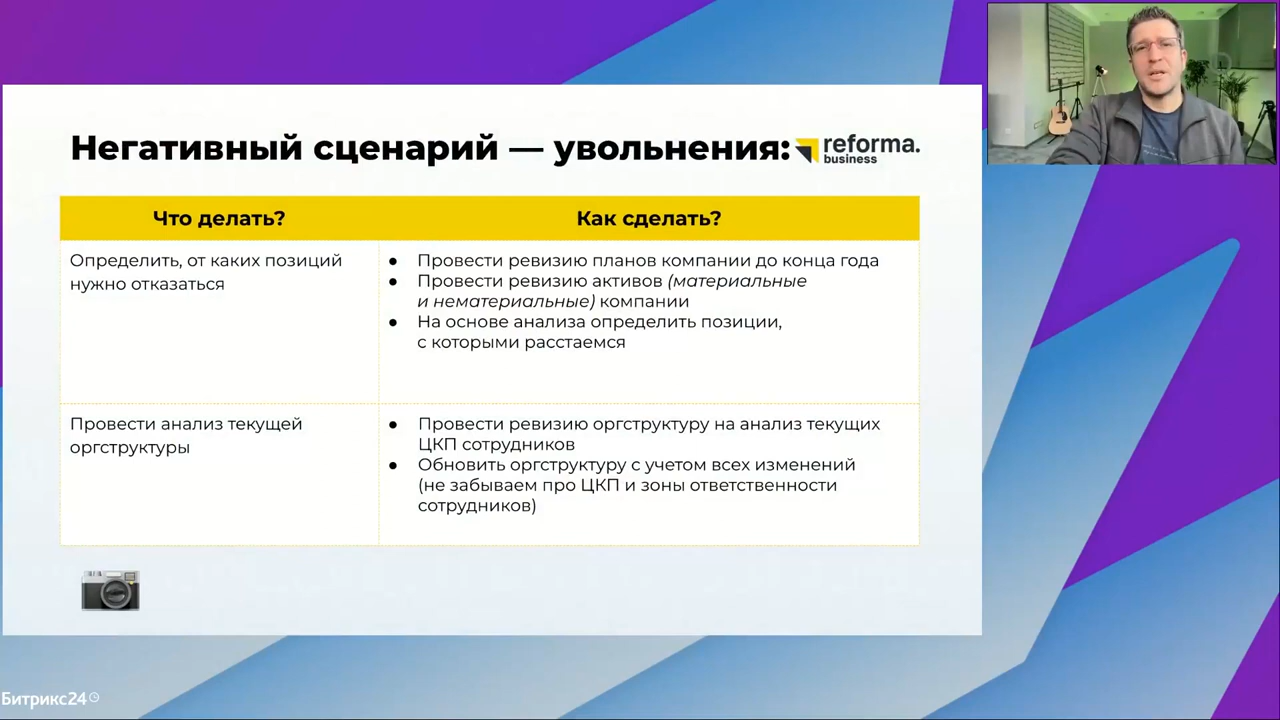 Негативный сценарий — увольнения:
reforma.
business
Что делать?
Как сделать?
Определить, от каких позиций
нужно отказаться
● Провести ревизию планов компании до конца года
● Провести ревизию активов (материальные
и нематериальные) компании
● На основе анализа определить позиции,
с которыми расстаемся
Провести анализ текущей
оргструктуры
● Провести ревизию оргструктуру на анализ текущих
ЦКП сотрудников
● Обновить оргструктуру с учетом всех изменений
(не забываем про ЦКП и зоны ответственности
сотрудников)
Битрикс24